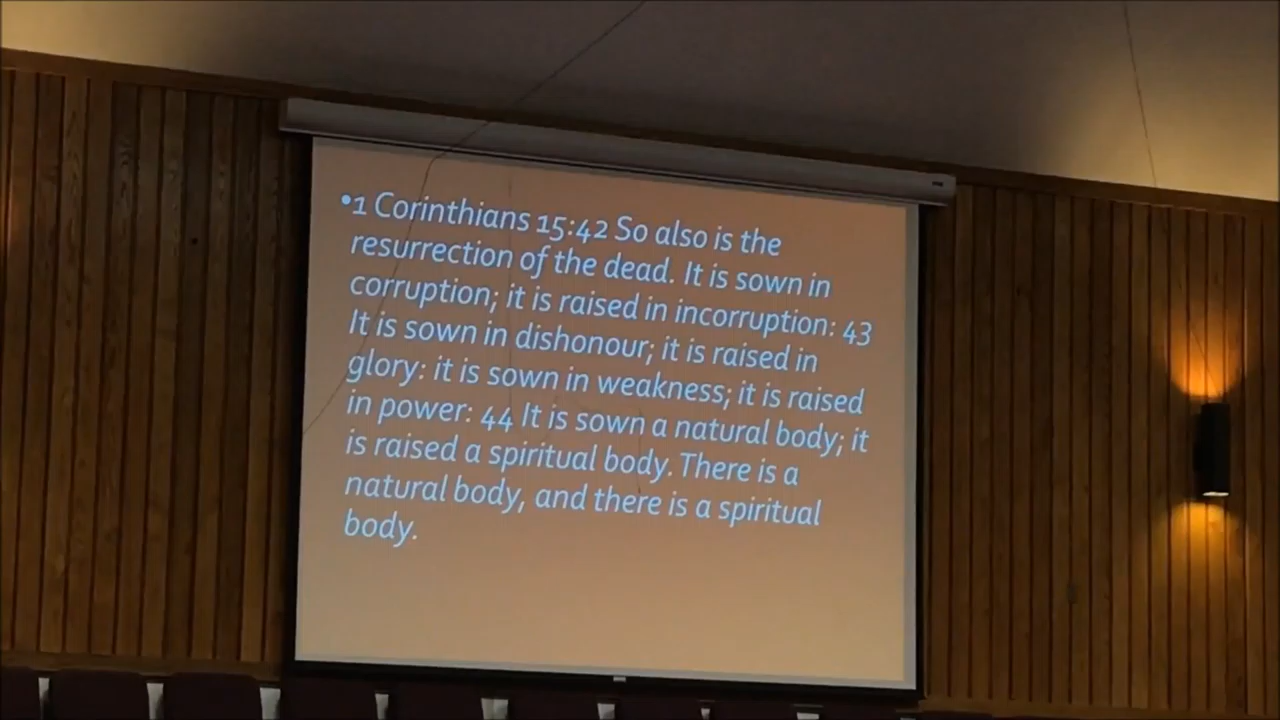 •1 Corinthians 15:42 So also is the
resurrection of the dead. It is sown in
corruption; it is raised in incorruption: 43
It is sown in dishonour; it is raised in
glory: it is sown in weakness; it is raised
in power: 44 It is sown a natural body; it
is raised a spiritual body. There is a
natural body, and there is a spiritual
body.